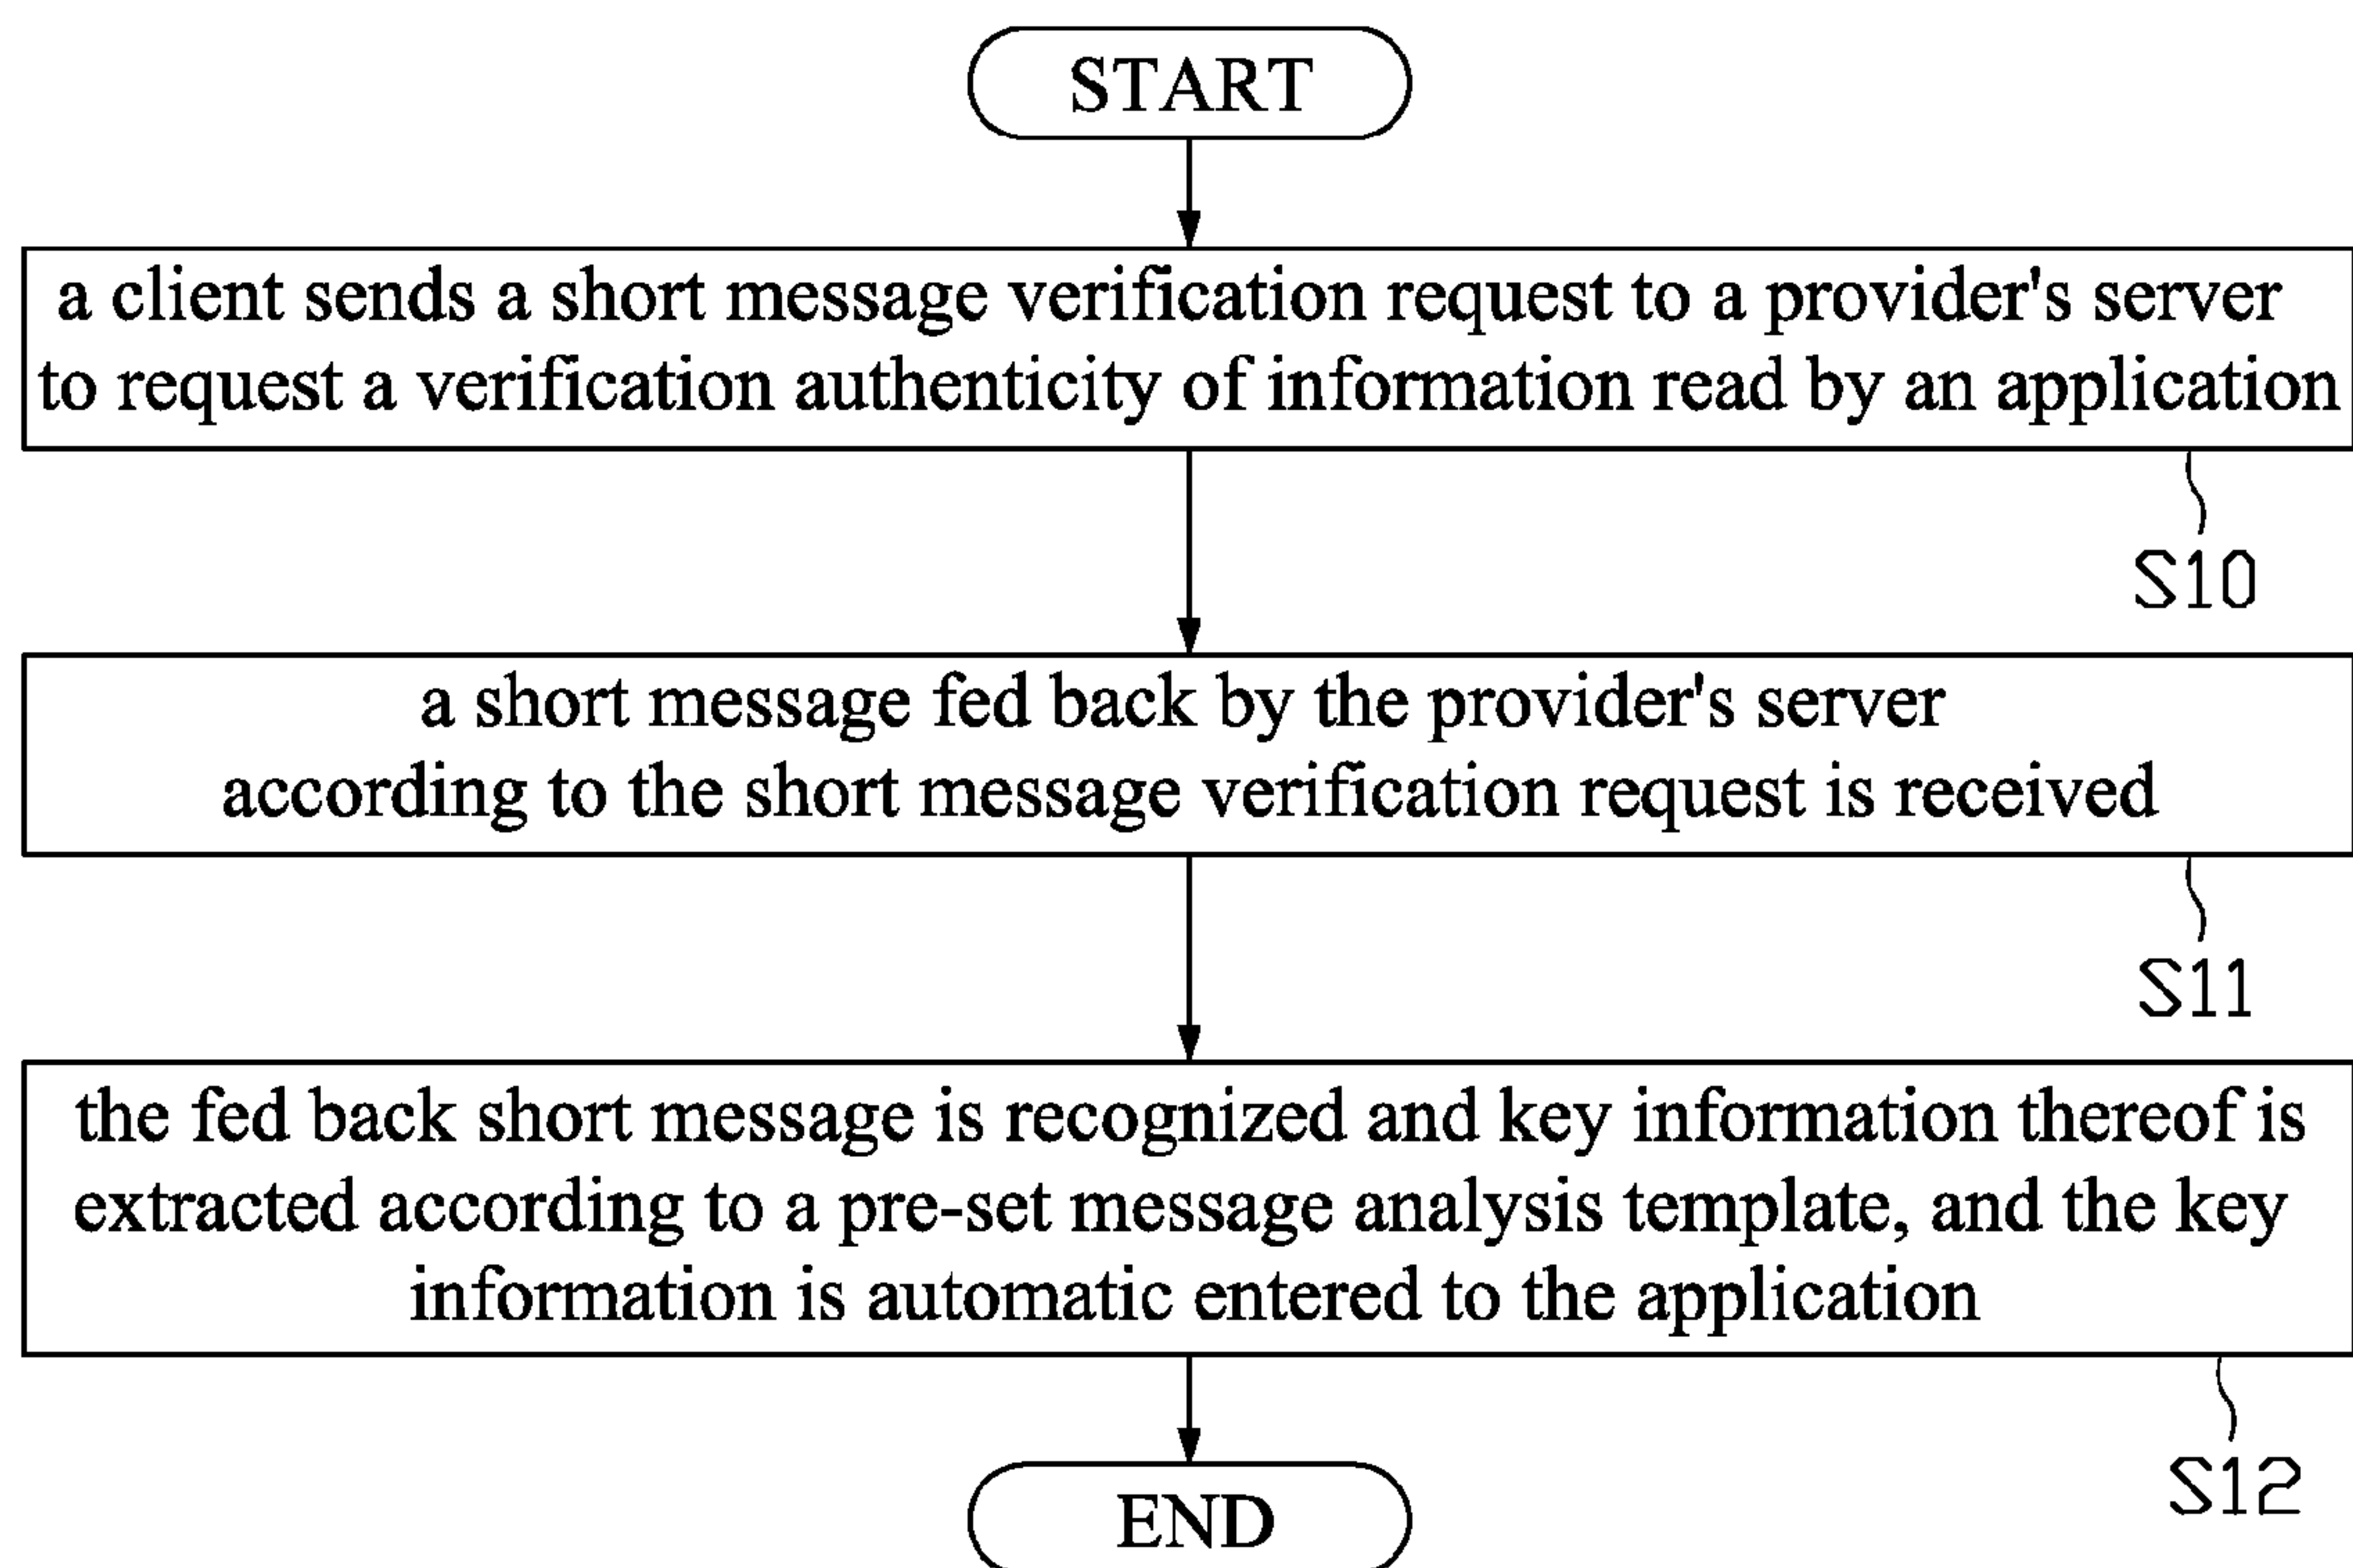 START
a client sends a short message verification request to a provider's server
to request a verification authenticity of information read by an application
S10
a short message fed back by the provider's server
according to the short message verification request is received
S11
the fed back short message is recognized and key information thereof is
extracted according to a pre-set message analysis template, and the key
information is automatic entered to the application
S12
END